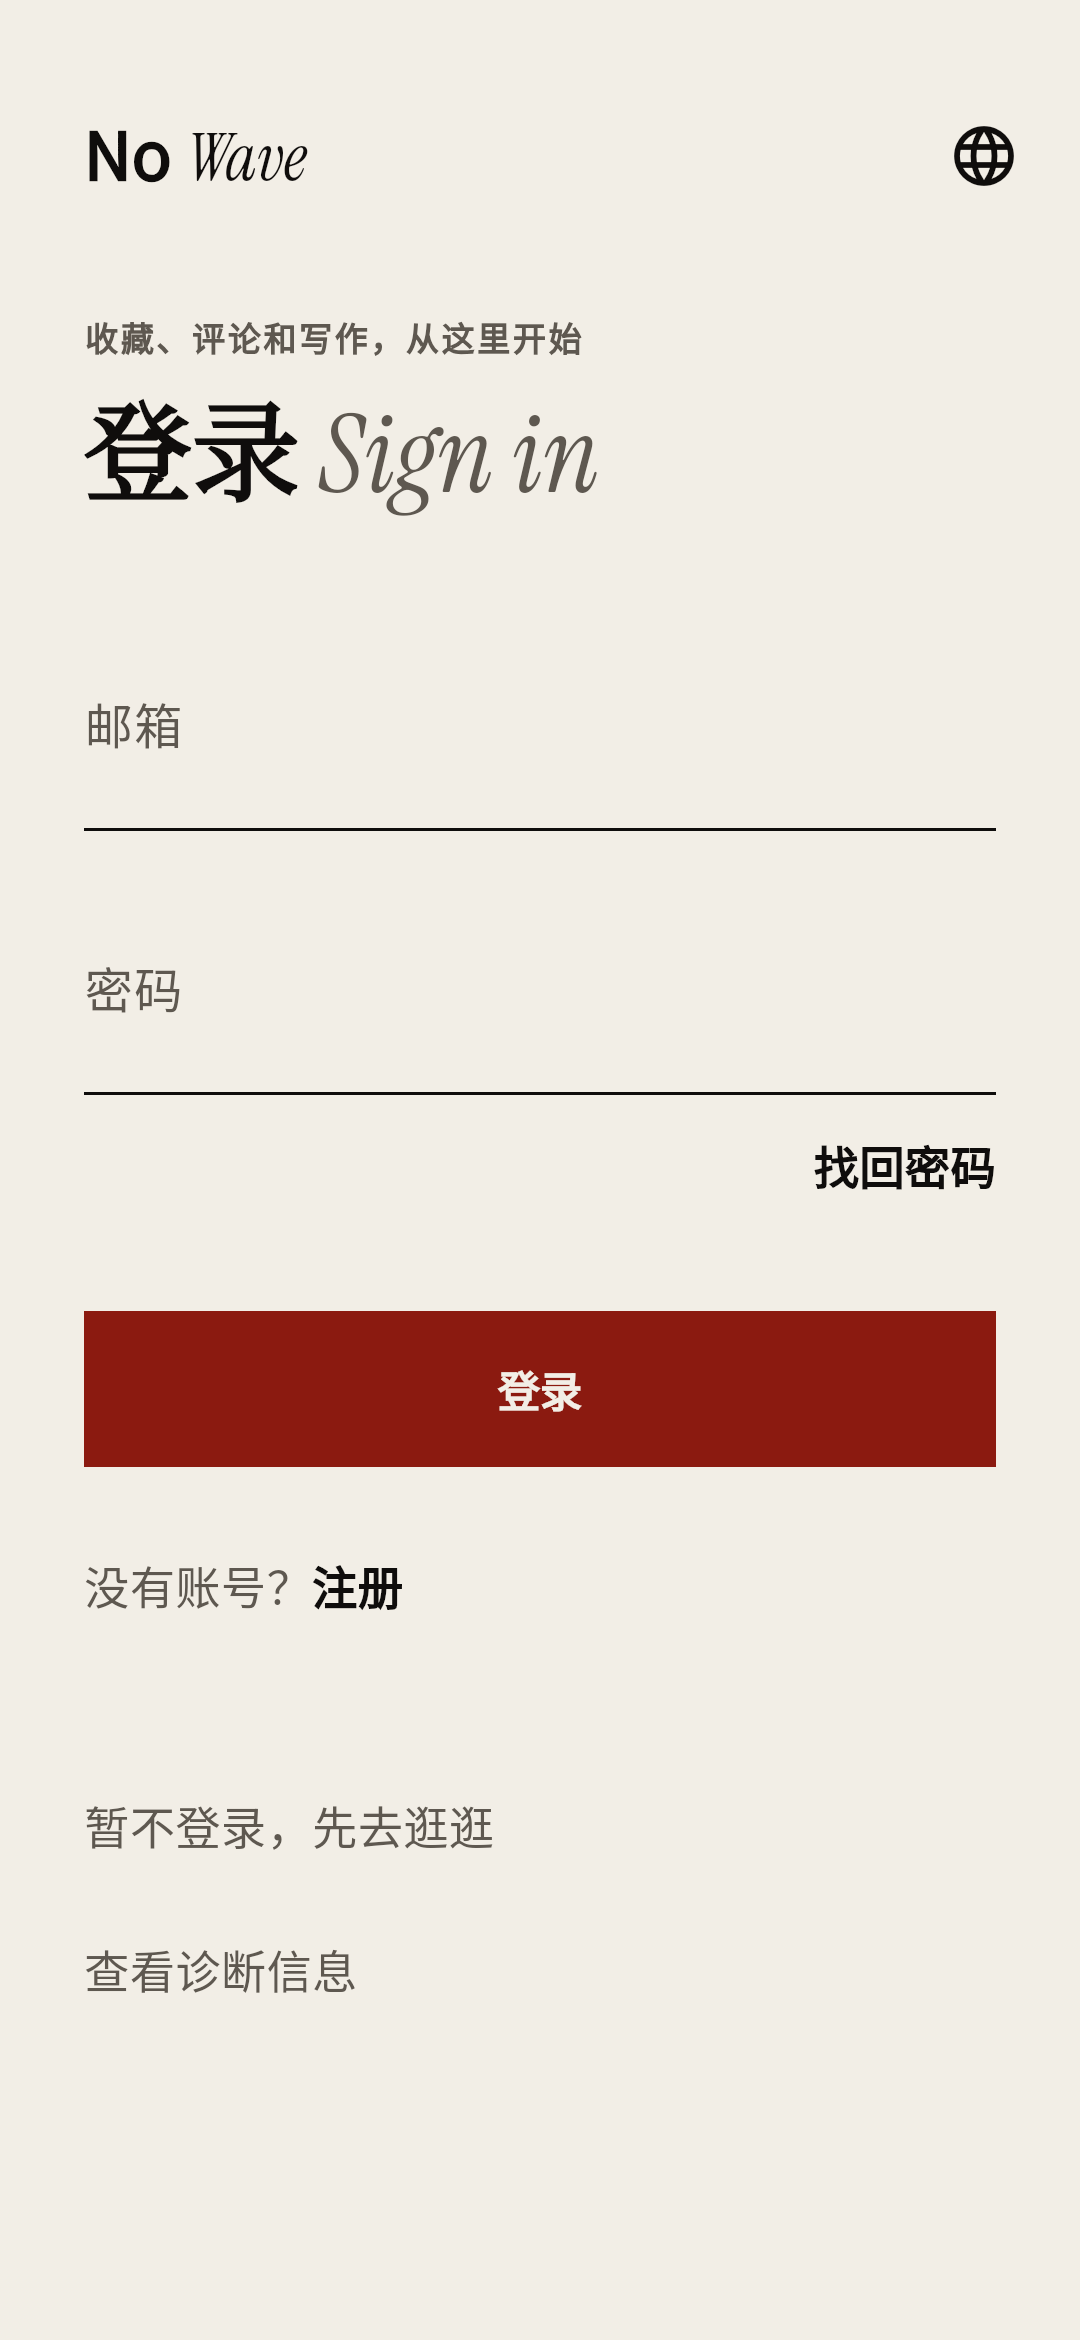 No Wave
收藏、评论和写作，从这里开始
登录 Sign in
邮箱
密码
找回密码
登录
没有账号？注册
暂不登录，先去逛逛
查看诊断信息